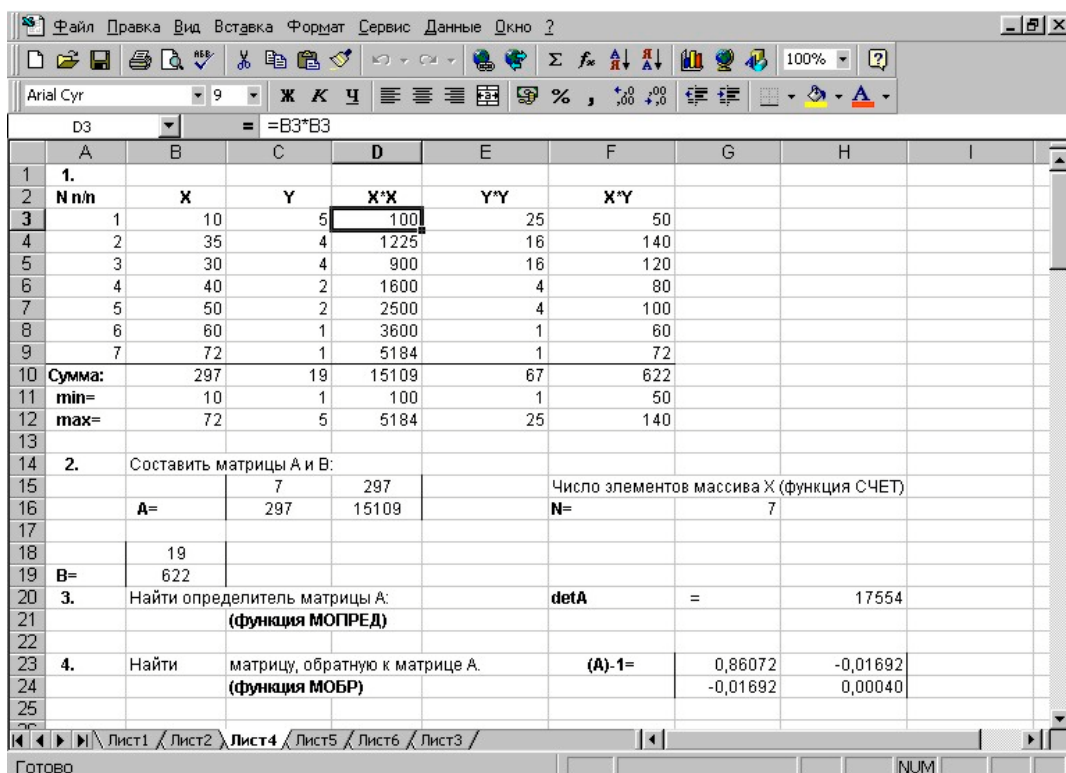 Файл Правка Вид Вставка Формат Сервис Данные Окно ?
100%
Arial Cyr 9 Ж К Ч % ,
D3 = =B3*B3
A B C D E F G H I
1 1.
2 N n/n X Y X*X Y*Y X*Y
3 1 10 5 100 25 50
4 2 35 4 1225 16 140
5 3 30 4 900 16 120
6 4 40 2 1600 4 80
7 5 50 2 2500 4 100
8 6 60 1 3600 1 60
9 7 72 1 5184 1 72
10 Сумма: 297 19 15109 67 622
11 min= 10 1 100 1 50
12 max= 72 5 5184 25 140
13
14 2. Составить матрицы А и В:
15 7 297 Число элементов массива X (функция СЧЕТ)
16 A= 297 15109 N= 7
17
18 19
19 B= 622
20 3. Найти определитель матрицы А: detA = 17554
21 (функция МОПРЕД)
22
23 4. Найти матрицу, обратную к матрице А. (A)-1= 0,86072 -0,01692
24 (функция МОБР) -0,01692 0,00040
25
Лист1 Лист2 Лист4 Лист5 Лист6 Лист3
Готово NUM